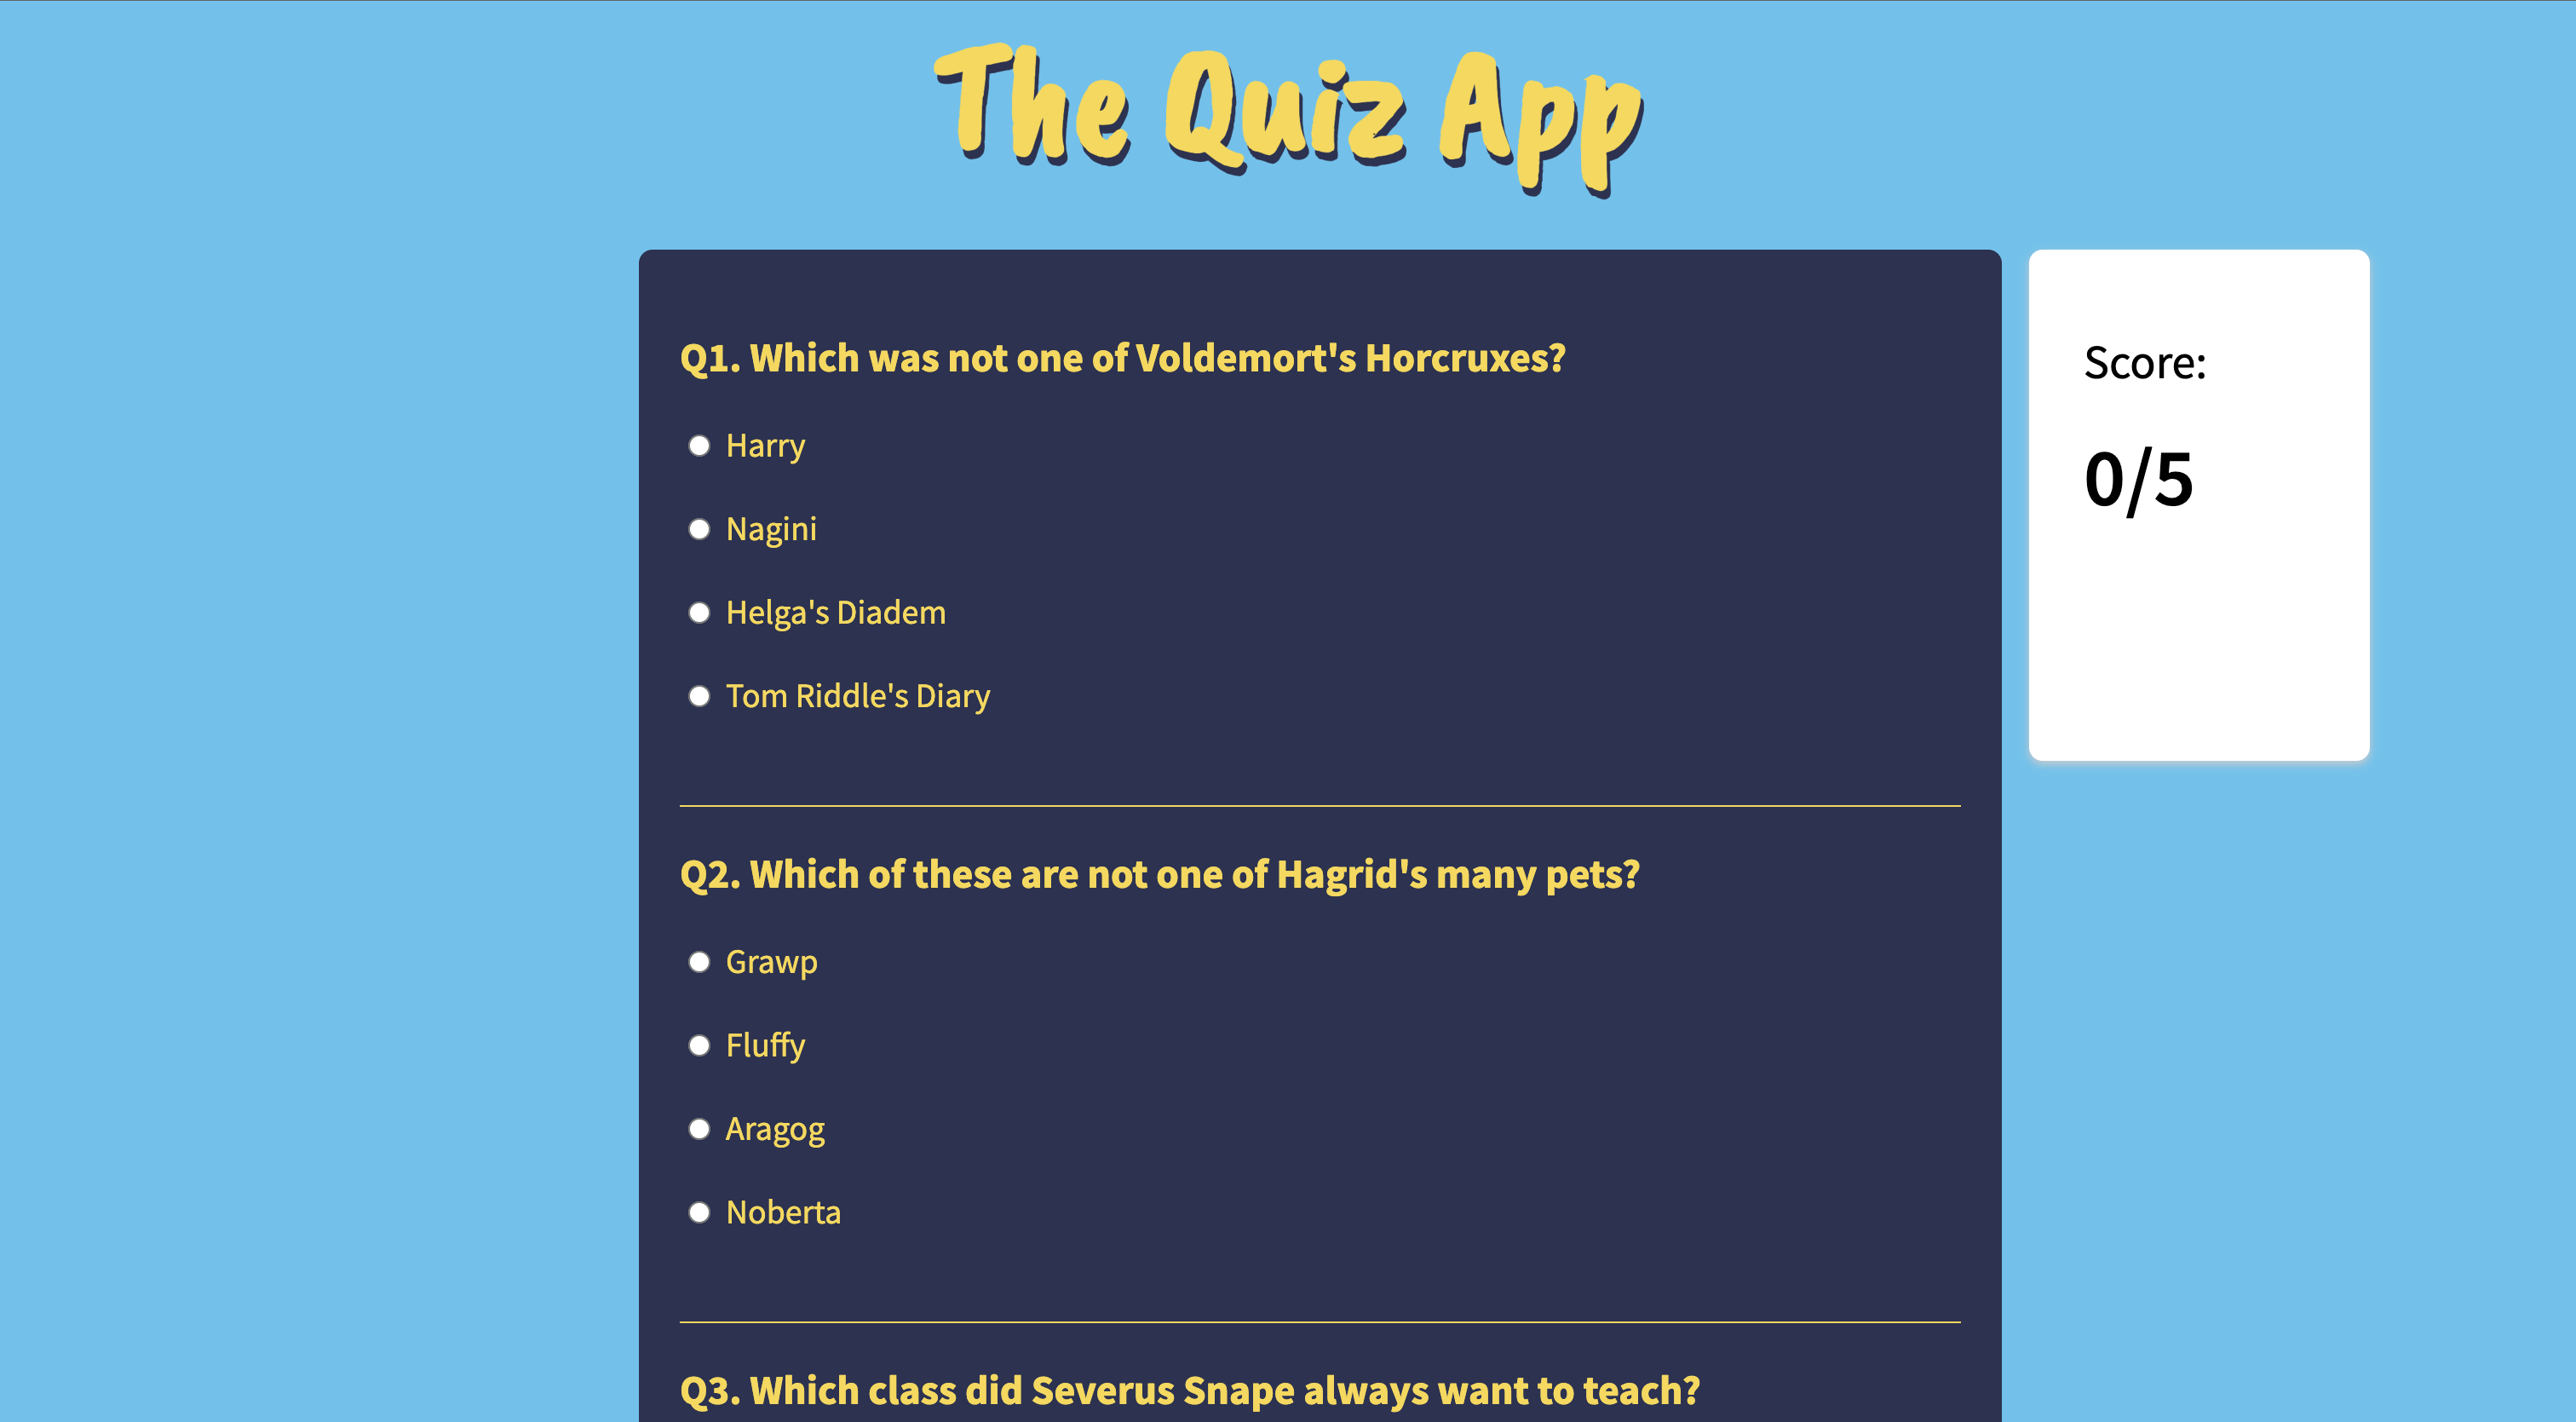 The Quiz App
Q1. Which was not one of Voldemort's Horcruxes?
Harry
Nagini
Helga's Diadem
Tom Riddle's Diary
Score:
0/5
Q2. Which of these are not one of Hagrid's many pets?
Grawp
Fluffy
Aragog
Noberta
Q3. Which class did Severus Snape always want to teach?